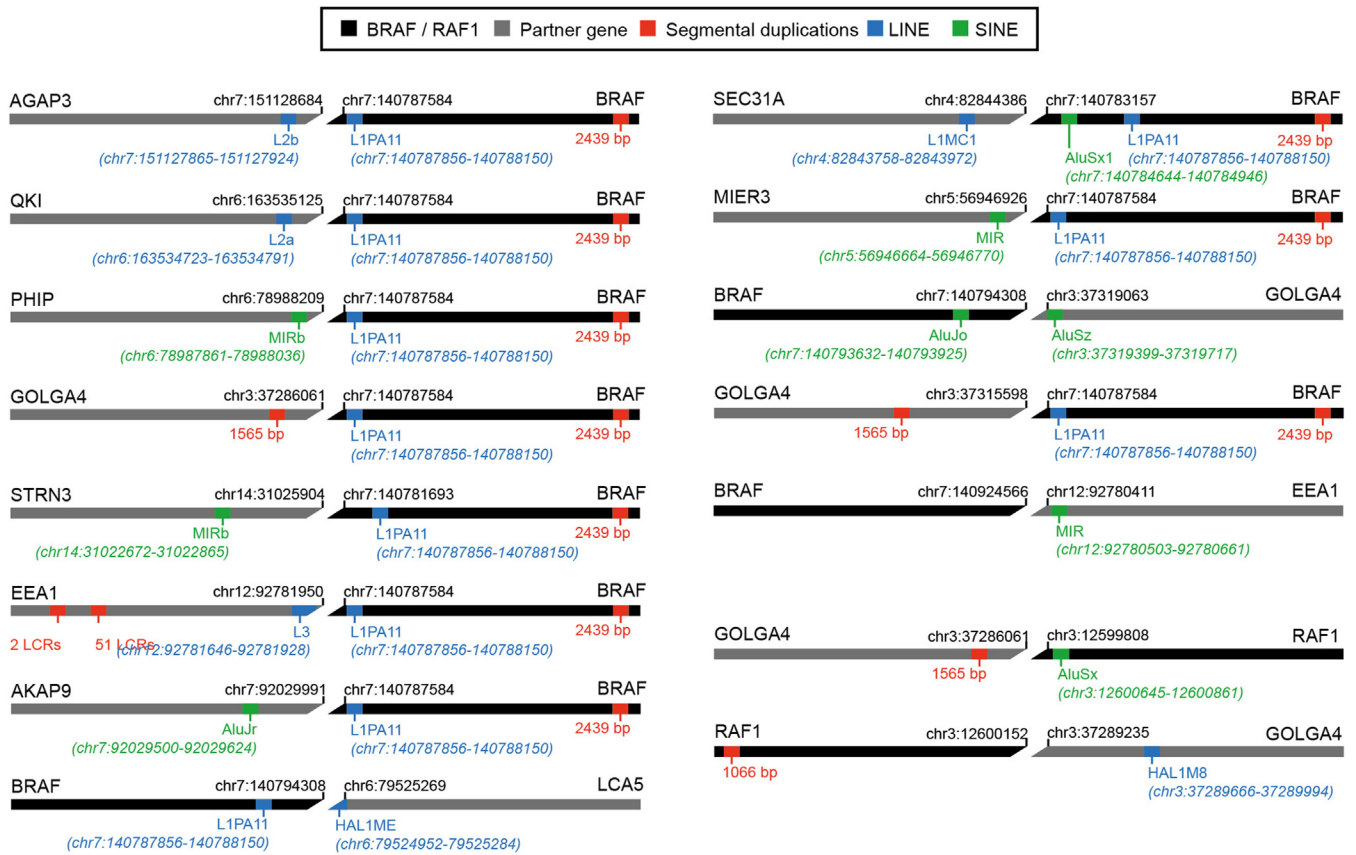 BRAF / RAF1 Partner gene Segmental duplications LINE SINE
AGAP3 chr7:151128684 chr7:140787584 BRAF
L2b L1PA11 2439 bp
(chr7:151127865-151127924) (chr7:140787856-140788150)
QKI chr6:163535125 chr7:140787584 BRAF
L2a L1PA11 2439 bp
(chr6:163534723-163534791) (chr7:140787856-140788150)
PHIP chr6:78988209 chr7:140787584 BRAF
MIRb L1PA11 2439 bp
(chr6:78987861-78988036) (chr7:140787856-140788150)
GOLGA4 chr3:37286061 chr7:140787584 BRAF
1565 bp L1PA11 2439 bp
(chr7:140787856-140788150)
STRN3 chr14:31025904 chr7:140781693 BRAF
MIRb L1PA11 2439 bp
(chr14:31022672-31022865) (chr7:140787856-140788150)
EEA1 chr12:92781950 chr7:140787584 BRAF
2 LCRs 51 LCRs L3 L1PA11 2439 bp
(chr12:92781646-92781928) (chr7:140787856-140788150)
AKAP9 chr7:92029991 chr7:140787584 BRAF
AluJr L1PA11 2439 bp
(chr7:92029500-92029624) (chr7:140787856-140788150)
BRAF chr7:140794308 chr6:79525269 LCA5
L1PA11 HAL1ME
(chr7:140787856-140788150) (chr6:79524952-79525284)
SEC31A chr4:82844386 chr7:140783157 BRAF
L1MC1 L1PA11 2439 bp
(chr4:82843758-82843972) AluSx1 (chr7:140787856-140788150)
(chr7:140784644-140784946)
MIER3 chr5:56946926 chr7:140787584 BRAF
MIR L1PA11 2439 bp
(chr5:56946664-56946770) (chr7:140787856-140788150)
BRAF chr7:140794308 chr3:37319063 GOLGA4
AluJo AluSz
(chr7:140793632-140793925) (chr3:37319399-37319717)
GOLGA4 chr3:37315598 chr7:140787584 BRAF
1565 bp L1PA11 2439 bp
(chr7:140787856-140788150)
BRAF chr7:140924566 chr12:92780411 EEA1
MIR
(chr12:92780503-92780661)
GOLGA4 chr3:37286061 chr3:12599808 RAF1
1565 bp AluSx
(chr3:12600645-12600861)
RAF1 chr3:12600152 chr3:37289235 GOLGA4
1066 bp HAL1M8
(chr3:37289666-37289994)